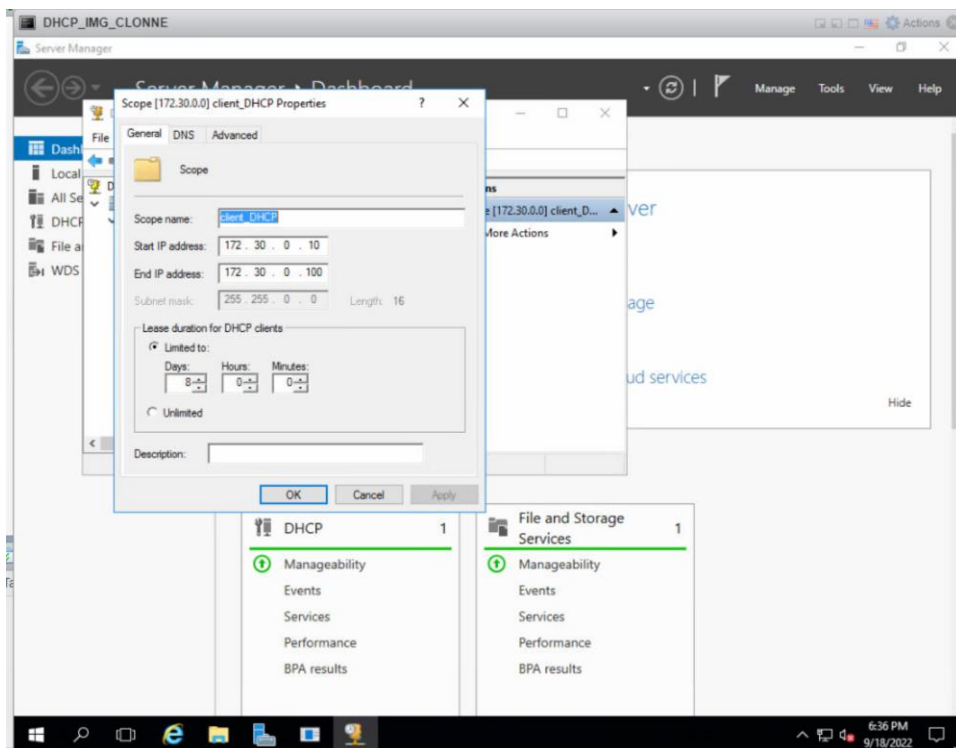 DHCP_IMG_CLONNE
Actions
Server Manager
Server Manager • Dashboard
Manage Tools View Help
Scope [172.30.0.0] client_DHCP Properties ? ×
File
General DNS Advanced
Scope
Scope name: client_DHCP
Start IP address: 172 . 30 . 0 . 10
End IP address: 172 . 30 . 0 . 100
Subnet mask: 255 . 255 . 0 . 0 Length: 16
Lease duration for DHCP clients
Limited to:
Days: Hours: Minutes:
8 0 0
Unlimited
Description:
OK Cancel Apply
Dashl
Local
All Se
DHCP
File a
WDS
D
ns
e [172.30.0.0] client_D...
More Actions
ver
age
ud services
Hide
DHCP 1
Manageability
Events
Services
Performance
BPA results
File and Storage
Services 1
Manageability
Events
Services
Performance
BPA results
6:36 PM
9/18/2022